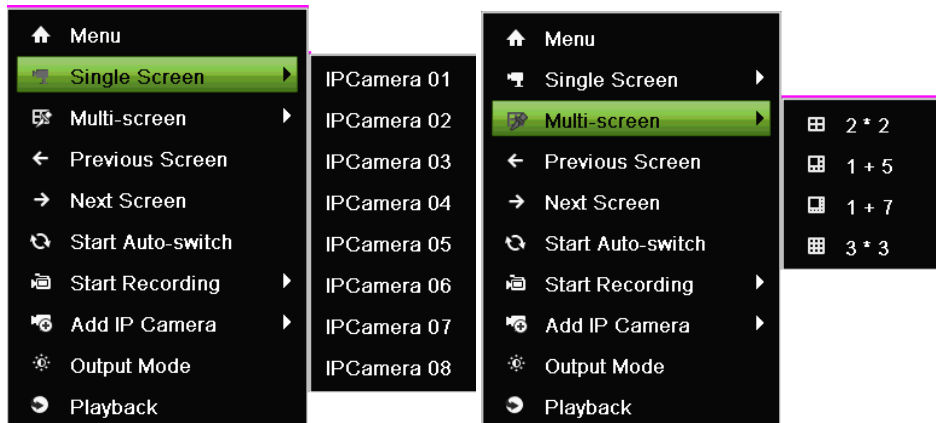 Menu
Single Screen
Multi-screen
Previous Screen
Next Screen
Start Auto-switch
Start Recording
Add IP Camera
Output Mode
Playback
IPCamera 01
IPCamera 02
IPCamera 03
IPCamera 04
IPCamera 05
IPCamera 06
IPCamera 07
IPCamera 08
Menu
Single Screen
Multi-screen
Previous Screen
Next Screen
Start Auto-switch
Start Recording
Add IP Camera
Output Mode
Playback
2 * 2
1 + 5
1 + 7
3 * 3